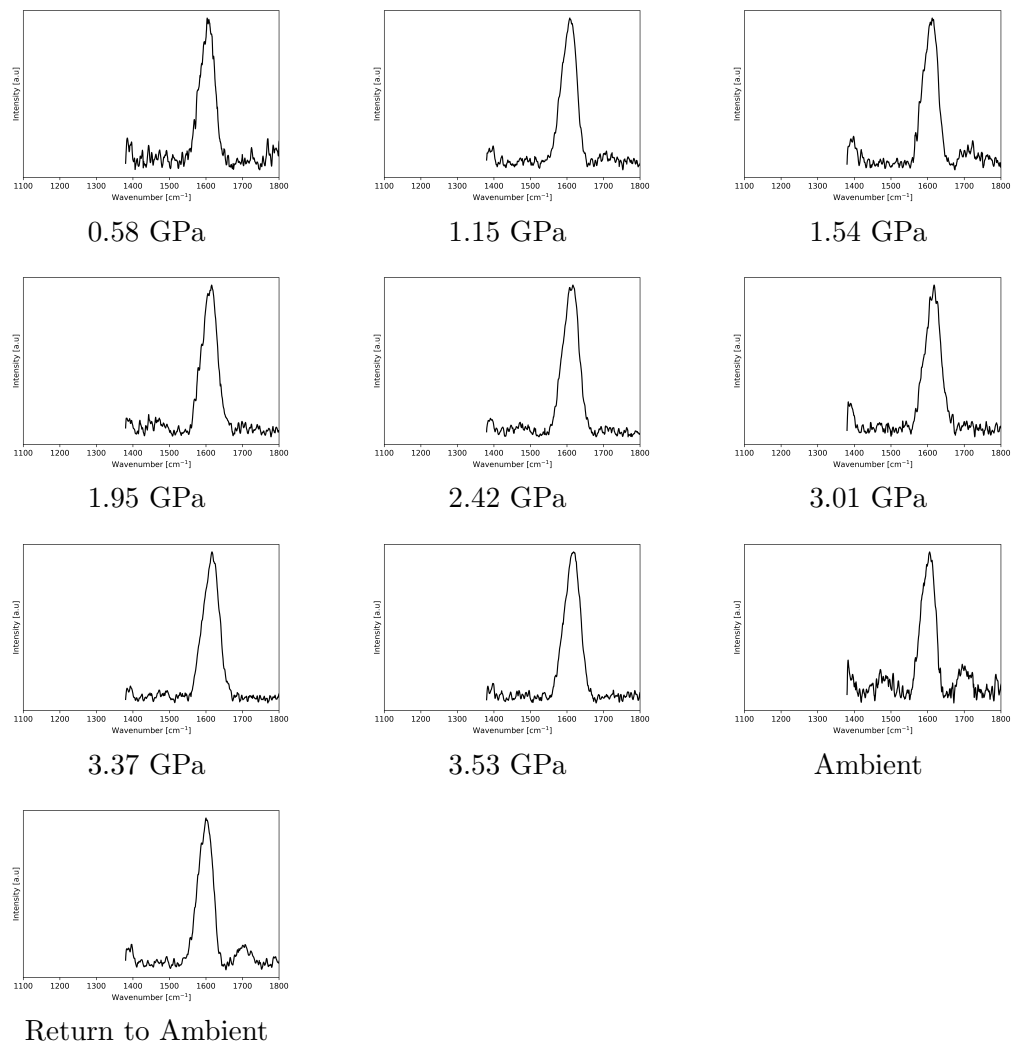 Intensity [a.u]
1100 1200 1300 1400 1500 1600 1700 1800
Wavenumber [cm⁻¹]
0.58 GPa
Intensity [a.u]
1100 1200 1300 1400 1500 1600 1700 1800
Wavenumber [cm⁻¹]
1.15 GPa
Intensity [a.u]
1100 1200 1300 1400 1500 1600 1700 1800
Wavenumber [cm⁻¹]
1.54 GPa
Intensity [a.u]
1100 1200 1300 1400 1500 1600 1700 1800
Wavenumber [cm⁻¹]
1.95 GPa
Intensity [a.u]
1100 1200 1300 1400 1500 1600 1700 1800
Wavenumber [cm⁻¹]
2.42 GPa
Intensity [a.u]
1100 1200 1300 1400 1500 1600 1700 1800
Wavenumber [cm⁻¹]
3.01 GPa
Intensity [a.u]
1100 1200 1300 1400 1500 1600 1700 1800
Wavenumber [cm⁻¹]
3.37 GPa
Intensity [a.u]
1100 1200 1300 1400 1500 1600 1700 1800
Wavenumber [cm⁻¹]
3.53 GPa
Intensity [a.u]
1100 1200 1300 1400 1500 1600 1700 1800
Wavenumber [cm⁻¹]
Ambient
Intensity [a.u]
1100 1200 1300 1400 1500 1600 1700 1800
Wavenumber [cm⁻¹]
Return to Ambient